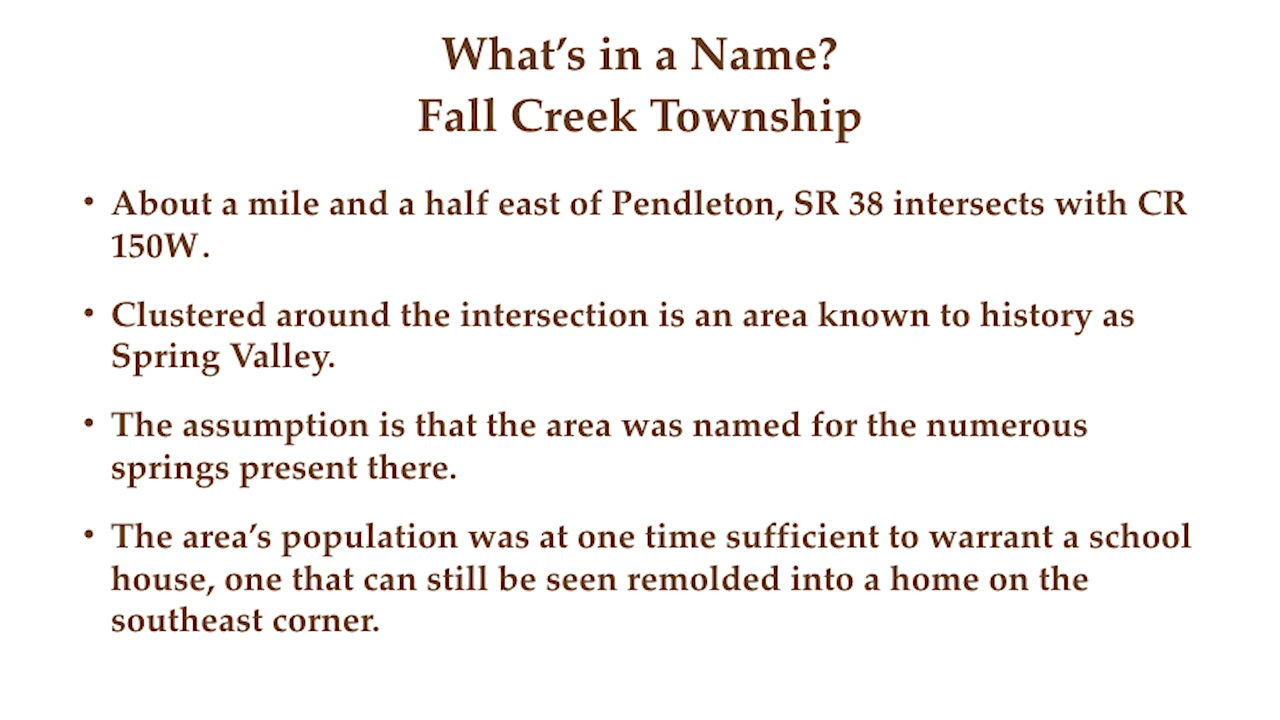 What’s in a Name?
Fall Creek Township
• About a mile and a half east of Pendleton, SR 38 intersects with CR
150W.
• Clustered around the intersection is an area known to history as
Spring Valley.
• The assumption is that the area was named for the numerous
springs present there.
• The area’s population was at one time sufficient to warrant a school
house, one that can still be seen remolded into a home on the
southeast corner.